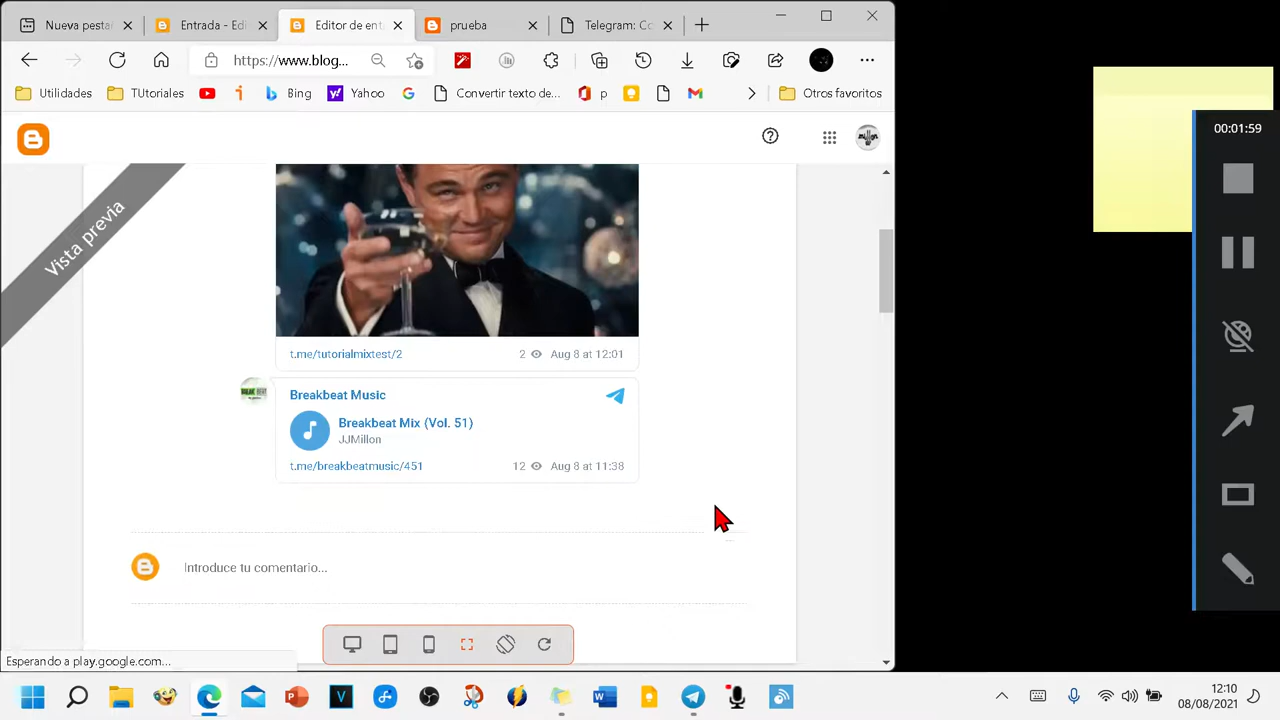 Nueva pesta
Entrada - Edi
Editor de ent
prueba
Telegram: Co
https://www.blog...
Utilidades
TUtoriales
Bing
Yahoo
Convertir texto de...
p
Otros favoritos
00:01:59
Vista previa
t.me/tutorialmixtest/2
2
Aug 8 at 12:01
Breakbeat Music
Breakbeat Mix (Vol. 51)
JJMillon
t.me/breakbeatmusic/451
12
Aug 8 at 11:38
Introduce tu comentario...
Esperando a play.google.com...
12:10
08/08/2021